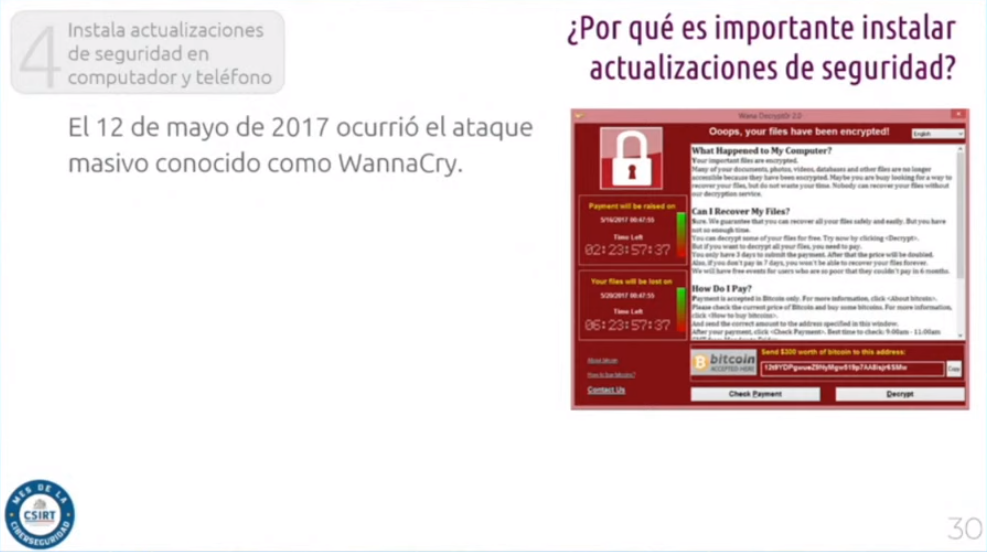 4
Instala actualizaciones
de seguridad en
computador y teléfono
¿Por qué es importante instalar
actualizaciones de seguridad?
El 12 de mayo de 2017 ocurrió el ataque
masivo conocido como WannaCry.
Wana Decrypt0r 2.0
Ooops, your files have been encrypted!
English
What Happened to My Computer?
Your important files are encrypted.
Many of your documents, photos, videos, databases and other files are no longer
accessible because they have been encrypted. Maybe you are busy looking for a way to
recover your files, but do not waste your time. Nobody can recover your files without
our decryption service.
Can I Recover My Files?
Sure. We guarantee that you can recover all your files safely and easily. But you have
not so enough time.
You can decrypt some of your files for free. Try now by clicking <Decrypt>.
But if you want to decrypt all your files, you need to pay.
You only have 3 days to submit the payment. After that the price will be doubled.
Also, if you don't pay in 7 days, you won't be able to recover your files forever.
We will have free events for users who are so poor that they couldn't pay in 6 months.
How Do I Pay?
Payment is accepted in Bitcoin only. For more information, click <About bitcoin>.
Please check the current price of Bitcoin and buy some bitcoins. For more information,
click <How to buy bitcoins>.
And send the correct amount to the address specified in this window.
After your payment, click <Check Payment>. Best time to check: 9:00am - 11:00am
Payment will be raised on
5/16/2017 00:47:55
Time Left
02:23:57:37
Your files will be lost on
5/20/2017 00:47:55
Time Left
06:23:57:37
About bitcoin
How to buy bitcoins?
Contact Us
bitcoin
ACCEPTED HERE
Send $300 worth of bitcoin to this address:
Copy
Check Payment
Decrypt
MES DE LA
CSIRT
CIBERSEGURIDAD
30